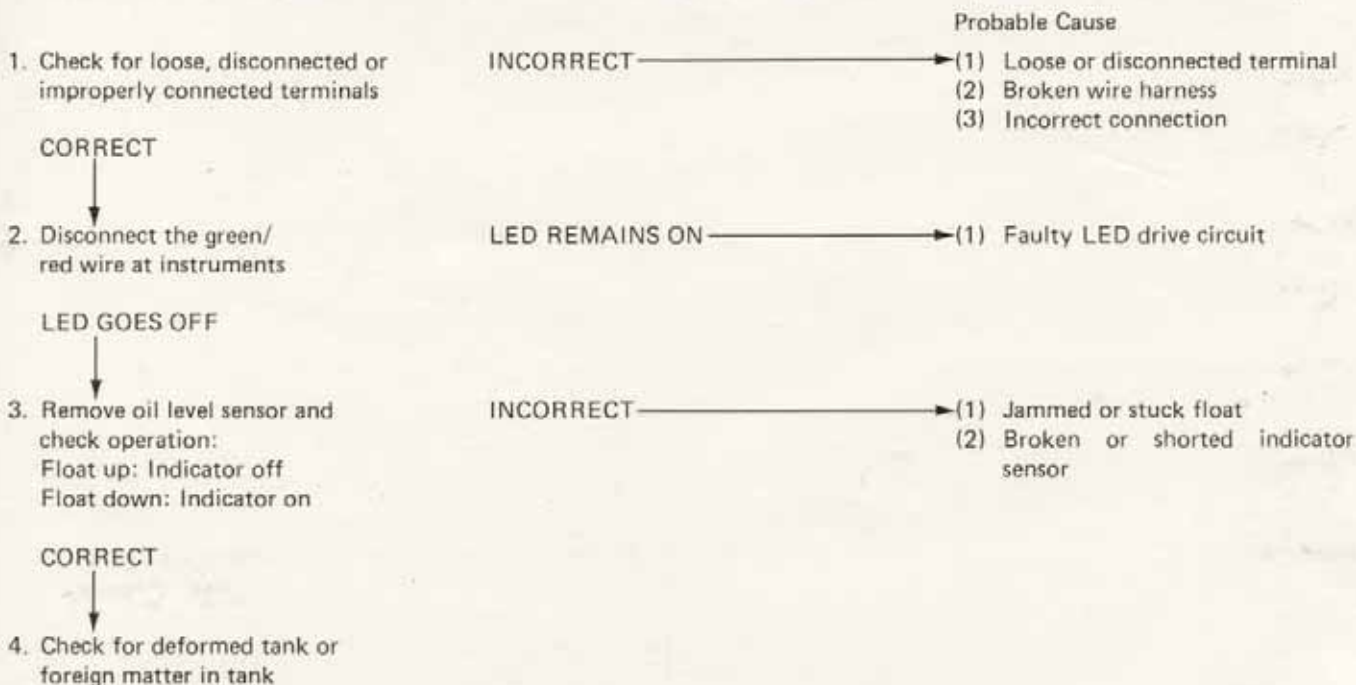 Probable Cause
1. Check for loose, disconnected or
improperly connected terminals
INCORRECT
(1) Loose or disconnected terminal
(2) Broken wire harness
(3) Incorrect connection
CORRECT
2. Disconnect the green/
red wire at instruments
LED REMAINS ON
(1) Faulty LED drive circuit
LED GOES OFF
3. Remove oil level sensor and
check operation:
Float up: Indicator off
Float down: Indicator on
INCORRECT
(1) Jammed or stuck float
(2) Broken or shorted indicator
sensor
CORRECT
4. Check for deformed tank or
foreign matter in tank